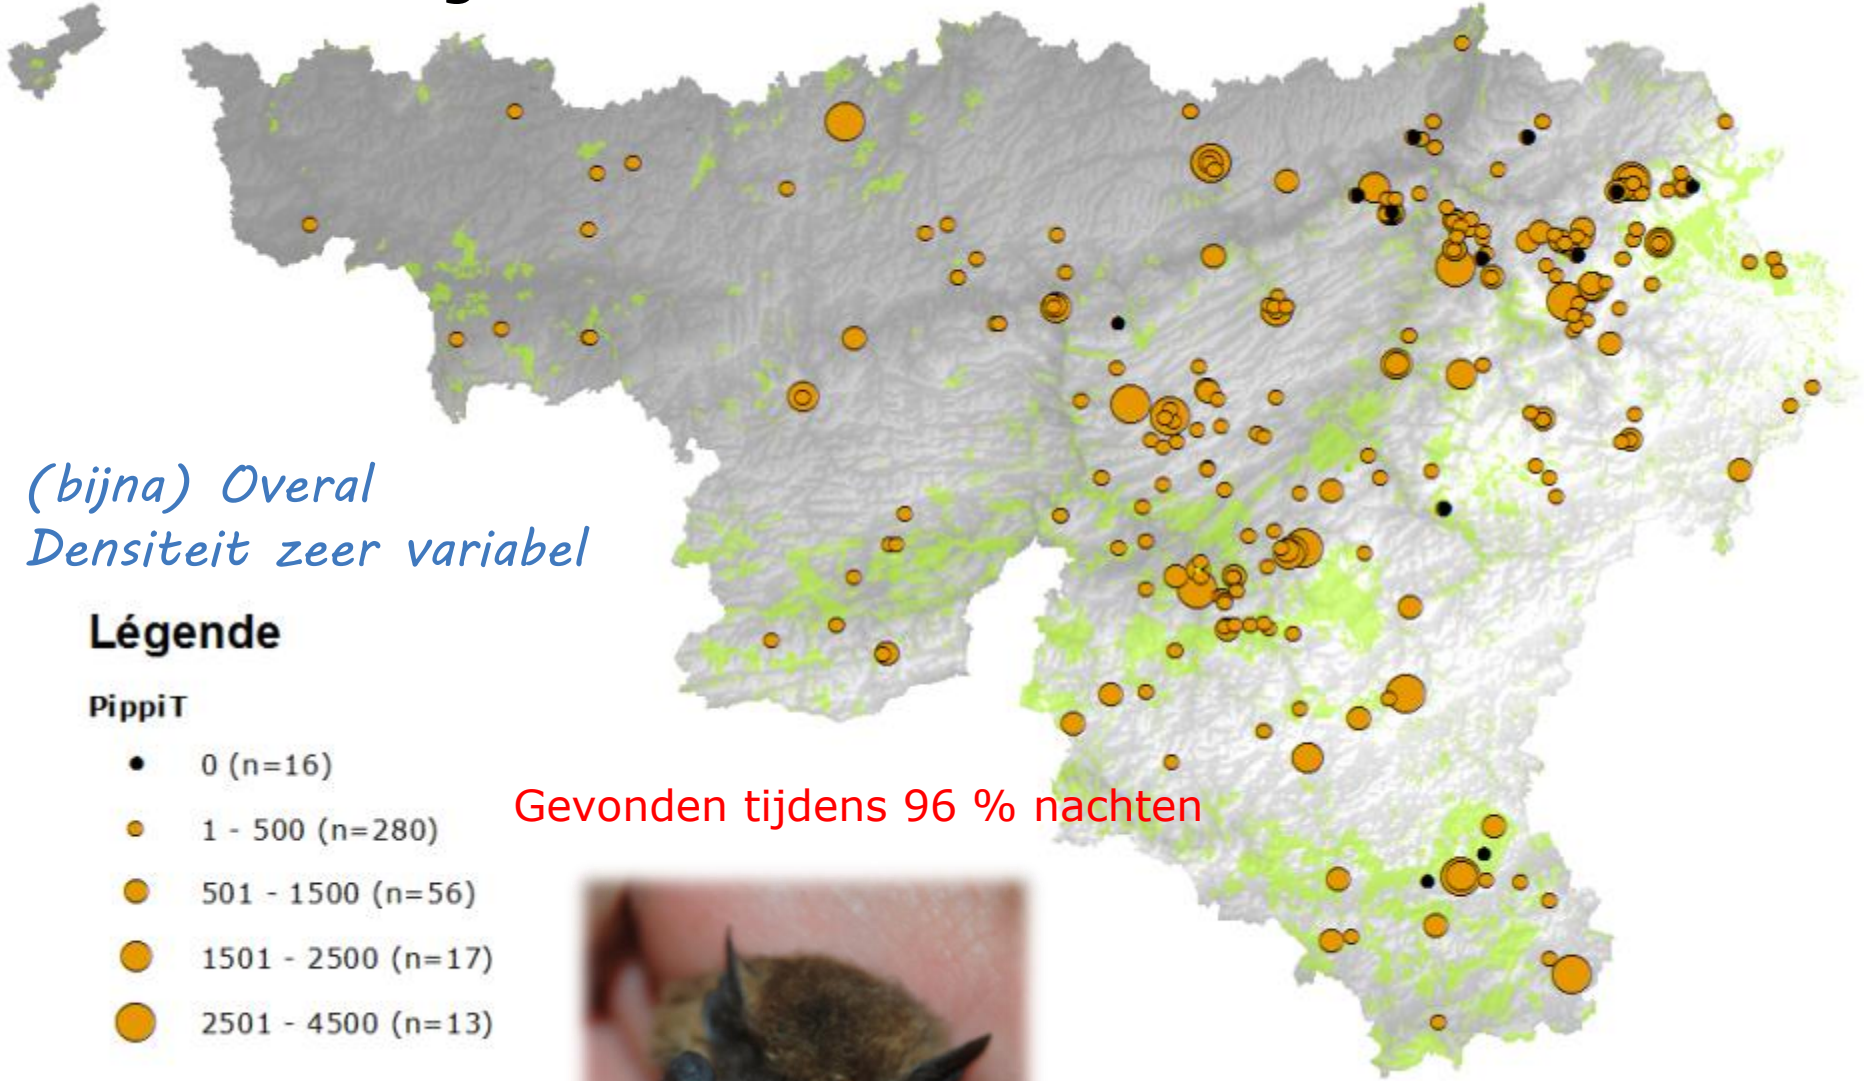 (bijna) Overal
Densiteit zeer variabel
Légende
PippiT
0 (n=16)
1 - 500 (n=280)
501 - 1500 (n=56)
1501 - 2500 (n=17)
2501 - 4500 (n=13)
Gevonden tijdens 96 % nachten